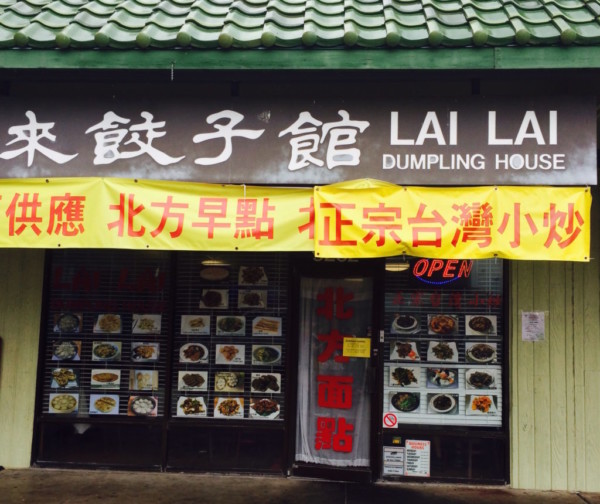 來餃子館 LAI LAI
DUMPLING HOUSE
供應 北方早點
正宗台灣小炒
OPEN
北方面點